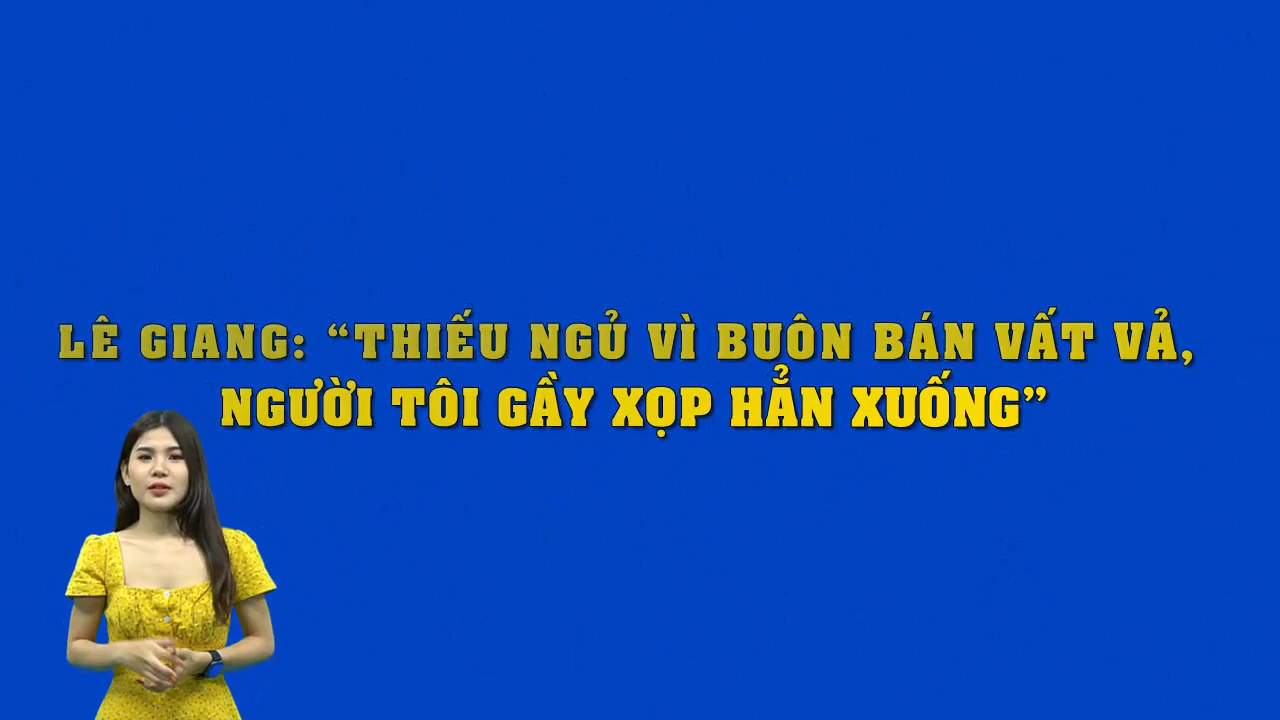 LÊ GIANG: “THIẾU NGỦ VÌ BUÔN BÁN VẤT VẢ,
NGƯỜI TÔI GẦY XỌP HẲN XUỐNG”